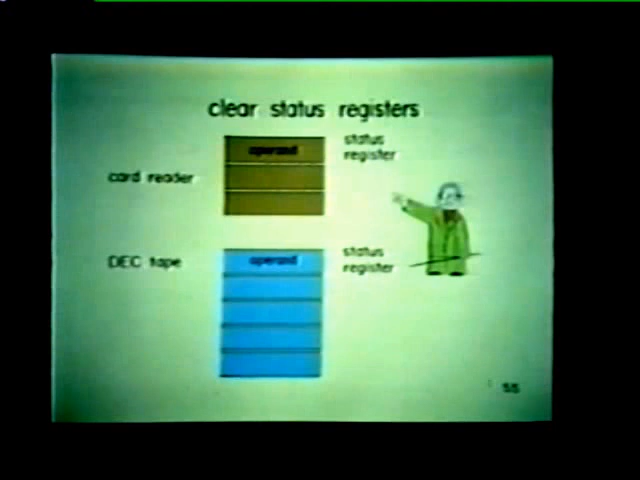 clear status registers
operand
status
register
card reader
operand
status
register
DEC tape
55